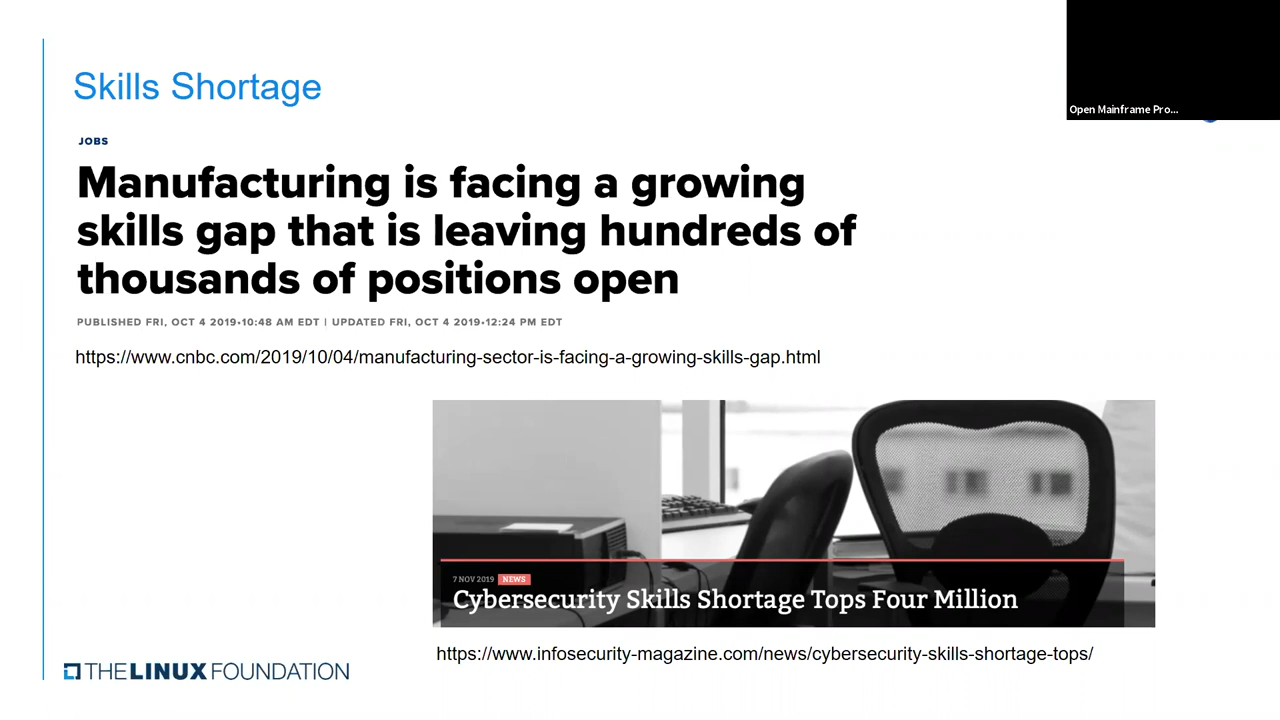 Skills Shortage
Open Mainframe Pro...
JOBS
Manufacturing is facing a growing
skills gap that is leaving hundreds of
thousands of positions open
PUBLISHED FRI, OCT 4 2019•10:48 AM EDT | UPDATED FRI, OCT 4 2019•12:24 PM EDT
https://www.cnbc.com/2019/10/04/manufacturing-sector-is-facing-a-growing-skills-gap.html
7 NOV 2019 NEWS
Cybersecurity Skills Shortage Tops Four Million
https://www.infosecurity-magazine.com/news/cybersecurity-skills-shortage-tops/
THE LINUX FOUNDATION